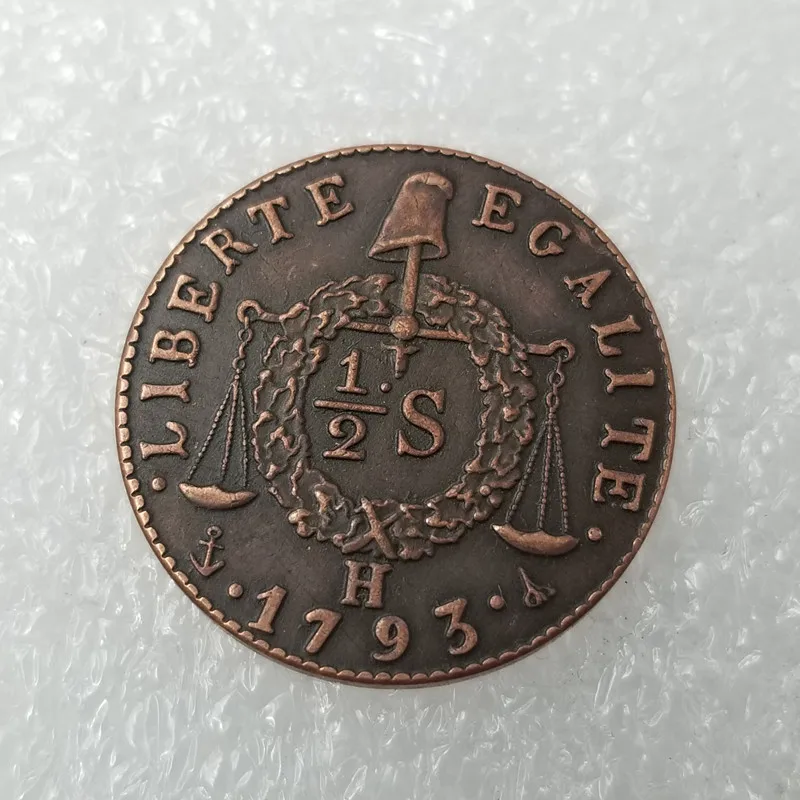 · LIBERTE EGALITE ·
1/2 · S
H
· 1793 ·